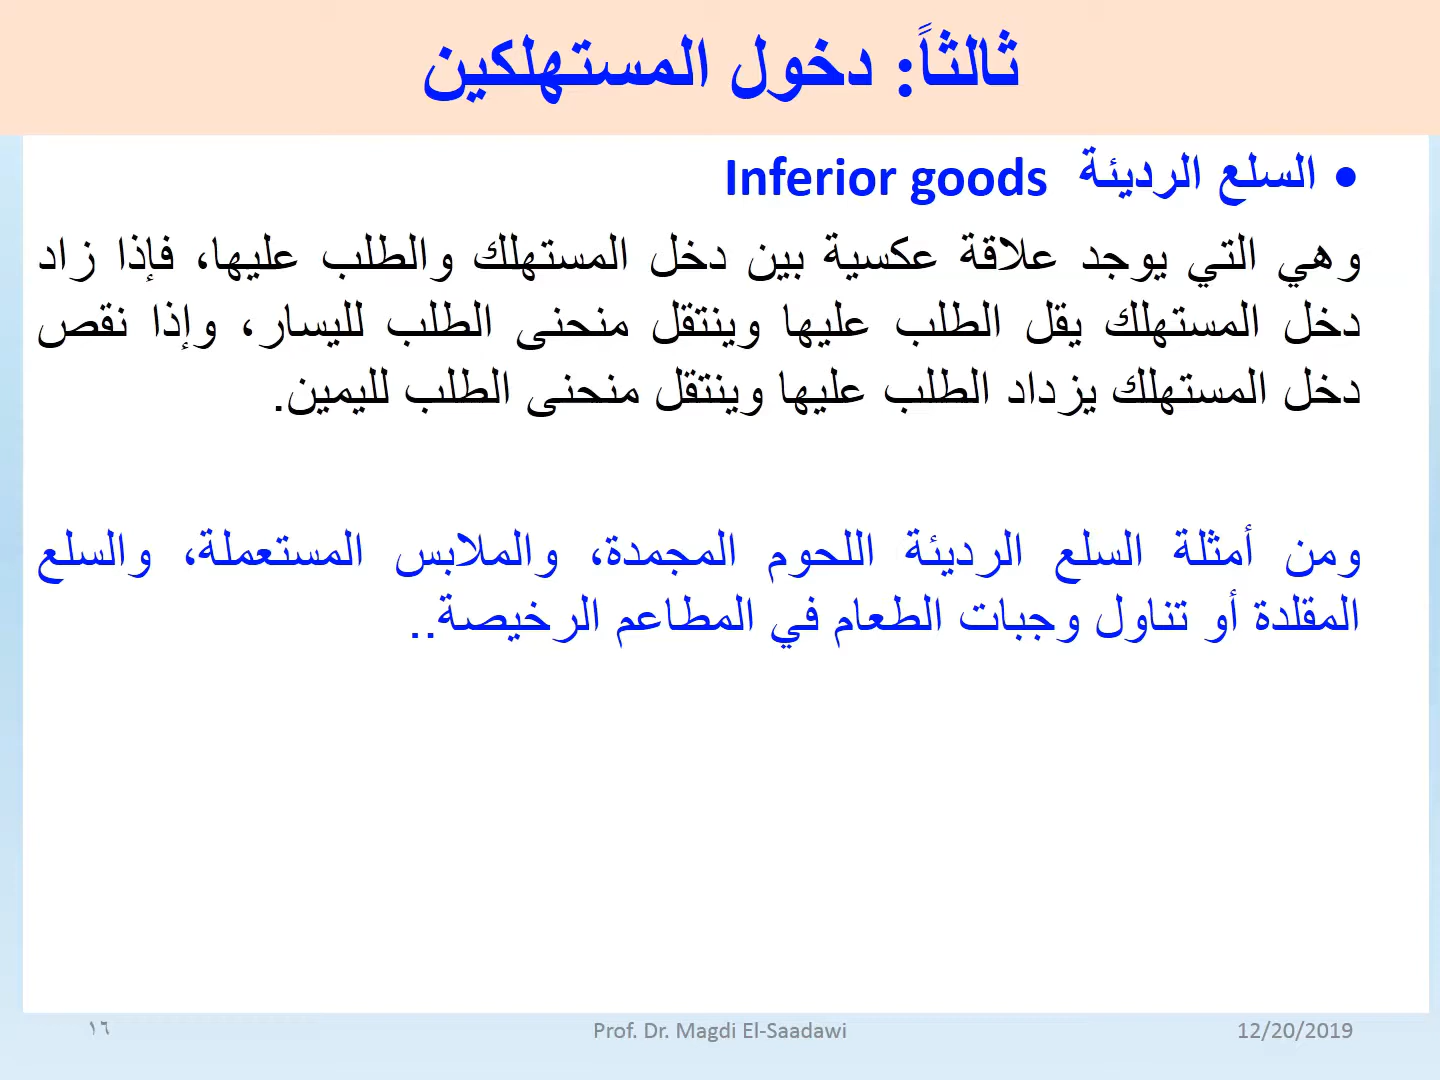 ثالثاً: دخول المستهلكين
• السلع الرديئة Inferior goods
وهي التي يوجد علاقة عكسية بين دخل المستهلك والطلب عليها، فإذا زاد
دخل المستهلك يقل الطلب عليها وينتقل منحنى الطلب لليسار، وإذا نقص
دخل المستهلك يزداد الطلب عليها وينتقل منحنى الطلب لليمين.
ومن أمثلة السلع الرديئة اللحوم المجمدة، والملابس المستعملة، والسلع
المقلدة أو تناول وجبات الطعام في المطاعم الرخيصة..
12/20/2019
Prof. Dr. Magdi El-Saadawi
١٦